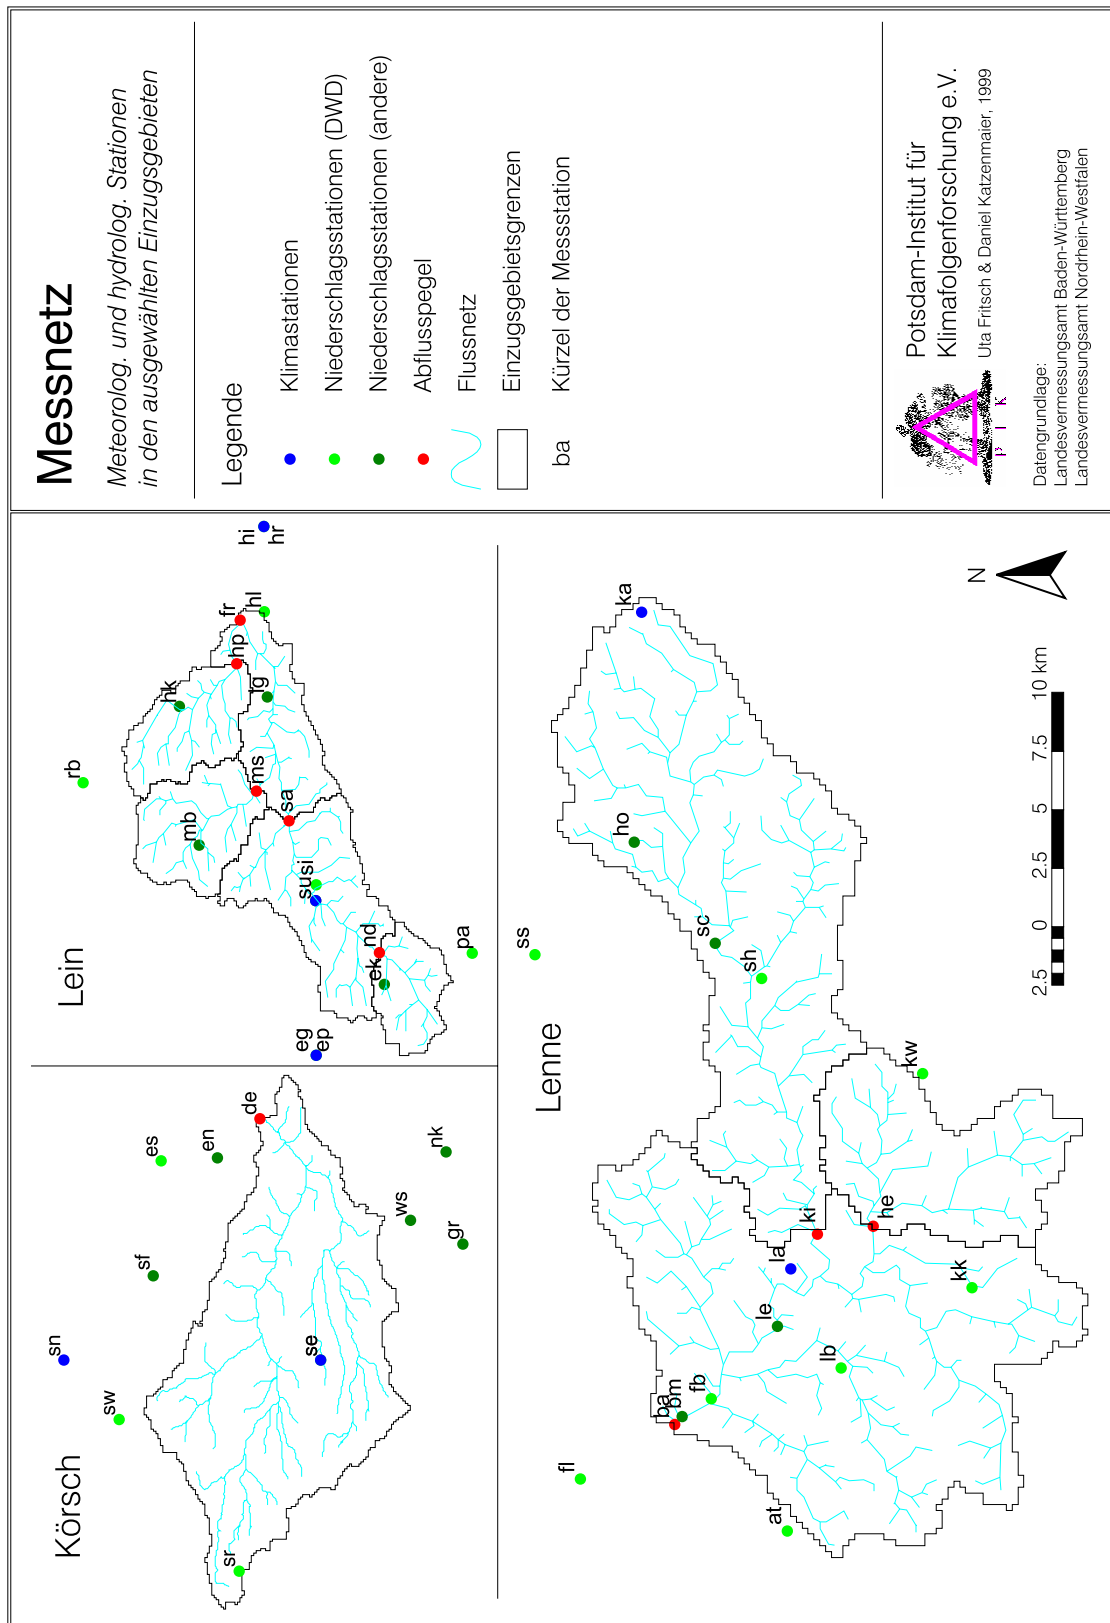 Messnetz
Meteorolog. und hydrolog. Stationen
in den ausgewählten Einzugsgebieten
Legende
Klimastationen
Niederschlagsstationen (DWD)
Niederschlagsstationen (andere)
Abflusspegel
Flussnetz
Einzugsgebietsgrenzen
ba
Kürzel der Messstation
Potsdam-Institut für
Klimafolgenforschung e.V.
Uta Fritsch & Daniel Katzenmaier, 1999
P I K
Datengrundlage:
Landesvermessungsamt Baden-Württemberg
Landesvermessungsamt Nordrhein-Westfalen
Körsch
sn
sw
sf
es
en
sr
de
se
ws
gr
nk
Lein
rb
hk
mb
hp
fr
hi
hr
hl
lg
ms
sa
su
si
eg
ep
nd
ek
pa
Lenne
ss
fl
ka
ho
ba
bm
fb
sc
sh
le
la
at
ki
lb
he
kw
kk
N
2.5
0
2.5
5
7.5
10 km